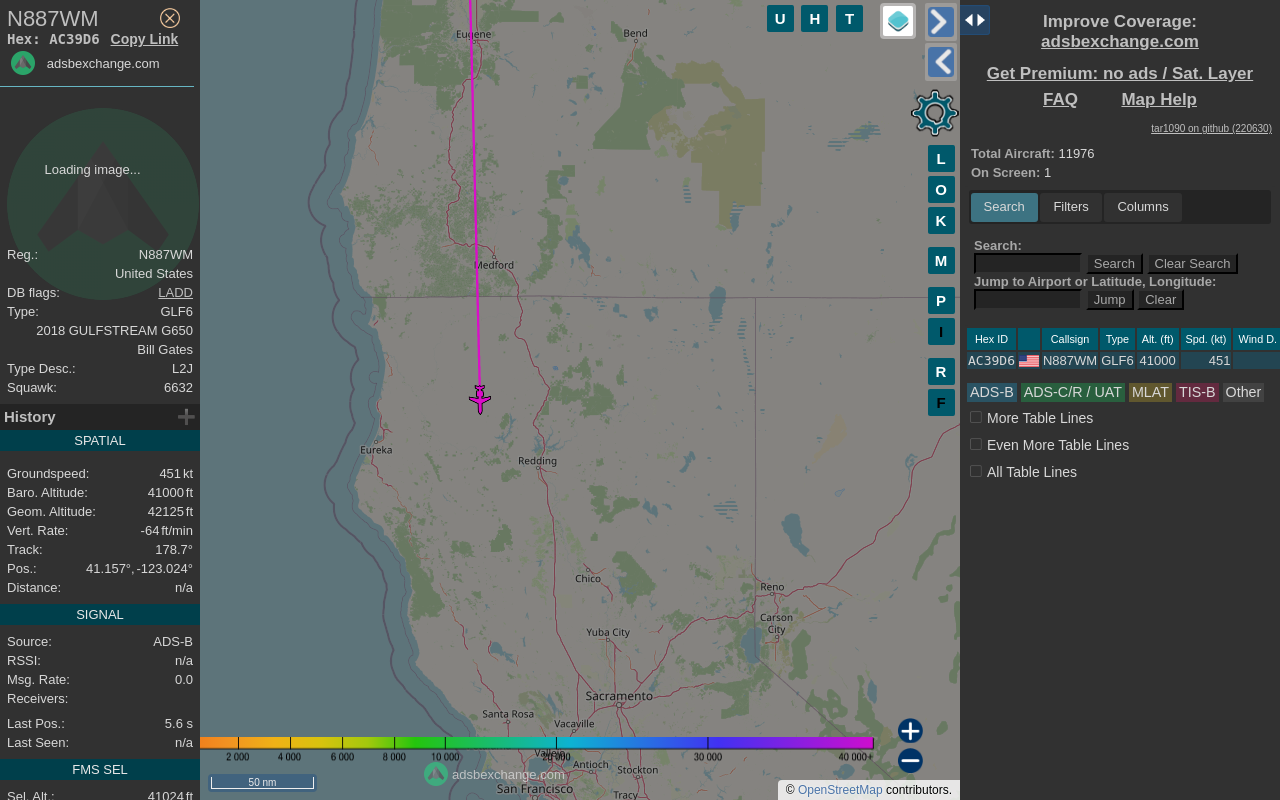 N887WM
Hex: AC39D6 Copy Link
adsbexchange.com
Loading image...
Reg.: N887WM
United States
DB flags: LADD
Type: GLF6
2018 GULFSTREAM G650
Bill Gates
Type Desc.: L2J
Squawk: 6632
History
SPATIAL
Groundspeed: 451 kt
Baro. Altitude: 41000 ft
Geom. Altitude: 42125 ft
Vert. Rate: -64 ft/min
Track: 178.7°
Pos.: 41.157°, -123.024°
Distance: n/a
SIGNAL
Source: ADS-B
RSSI: n/a
Msg. Rate: 0.0
Receivers:
Last Pos.: 5.6 s
Last Seen: n/a
FMS SEL
Sel. Alt.: 41024 ft
Eugene
Bend
Medford
Eureka
Redding
Chico
Reno
Carson
City
Yuba City
Sacramento
Santa Rosa
Vacaville
Vallejo
Antioch
Stockton
San Francisco
Tracy
2 000 4 000 6 000 8 000 10 000 20 000 30 000 40 000+
50 nm
adsbexchange.com
© OpenStreetMap contributors.
U H T
L
O
K
M
P
I
R
F
Improve Coverage:
adsbexchange.com
Get Premium: no ads / Sat. Layer
FAQ Map Help
tar1090 on github (220630)
Total Aircraft: 11976
On Screen: 1
Search Filters Columns
Search:
Search Clear Search
Jump to Airport or Latitude, Longitude:
Jump Clear
Hex ID Callsign Type Alt. (ft) Spd. (kt) Wind D.
AC39D6 N887WM GLF6 41000 451
ADS-B ADS-C/R / UAT MLAT TIS-B Other
More Table Lines
Even More Table Lines
All Table Lines